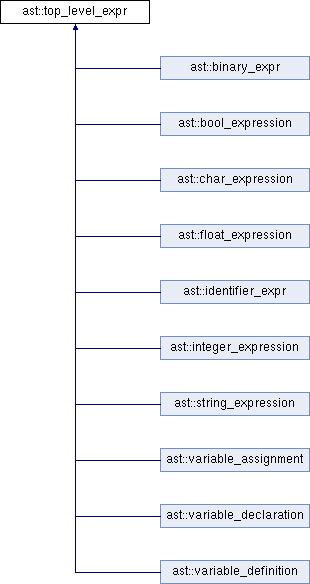 ast::top_level_expr
ast::binary_expr
ast::bool_expression
ast::char_expression
ast::float_expression
ast::identifier_expr
ast::integer_expression
ast::string_expression
ast::variable_assignment
ast::variable_declaration
ast::variable_definition